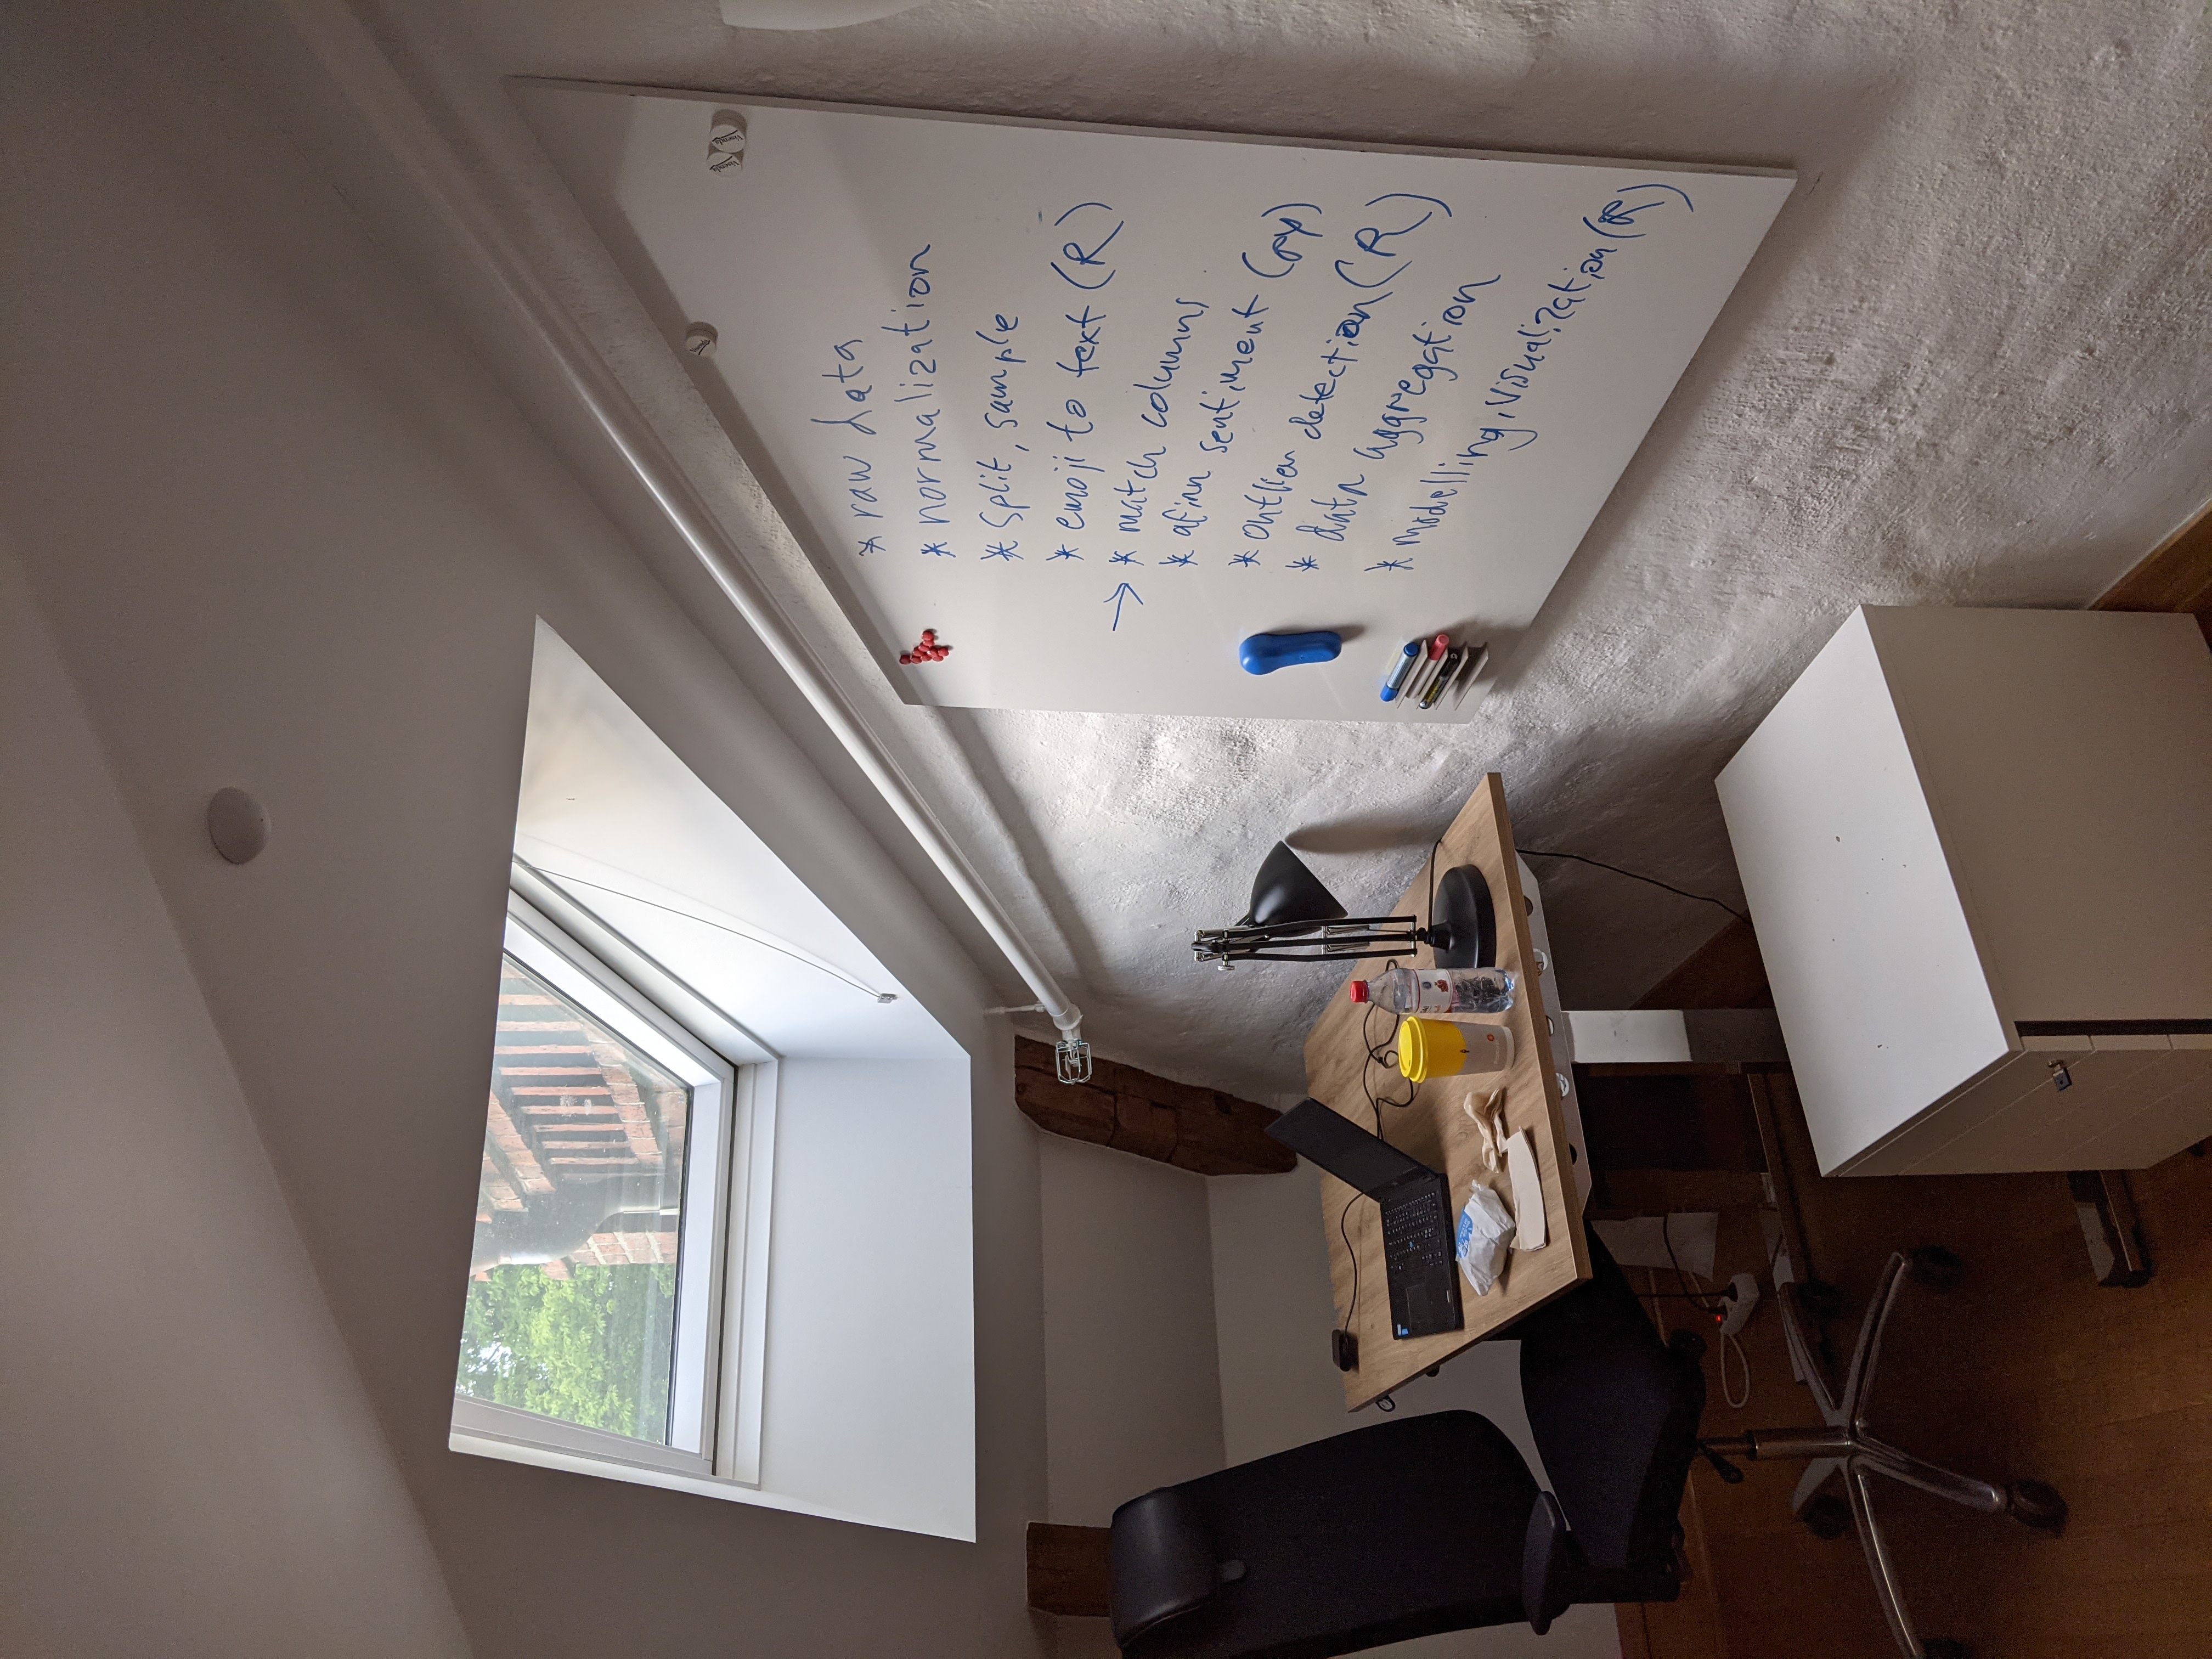 * raw data
* normalization
* split, sample
* emoji to text (R)
→ * match columns
* afinn sentiment (py)
* outlier detection (R)
* data aggregation
* modelling, visualization (R)